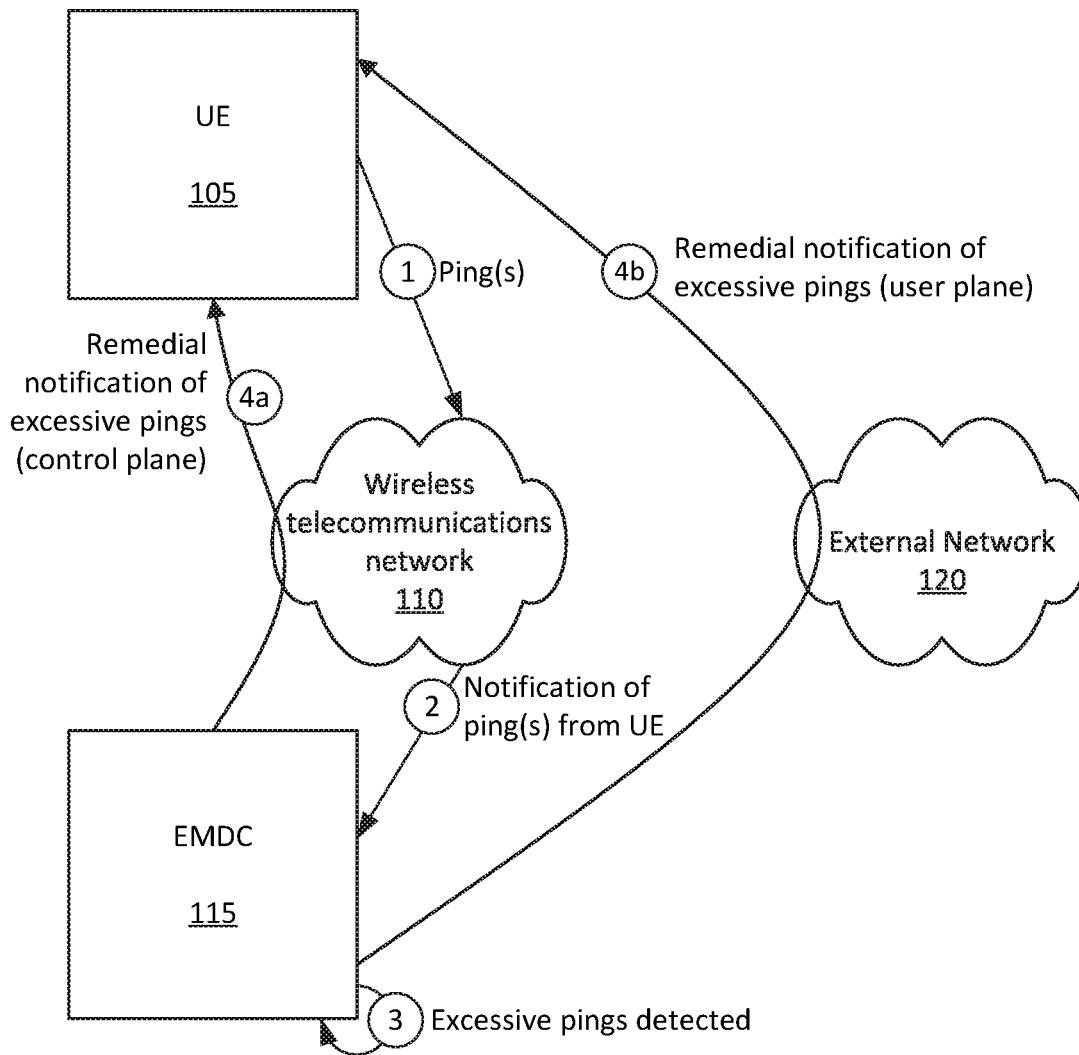 UE
105
1
Ping(s)
4b
Remedial notification of
excessive pings (user plane)
Remedial
notification of
excessive pings
(control plane)
4a
Wireless
telecommunications
network
110
External Network
120
2
Notification of
ping(s) from UE
EMDC
115
3
Excessive pings detected